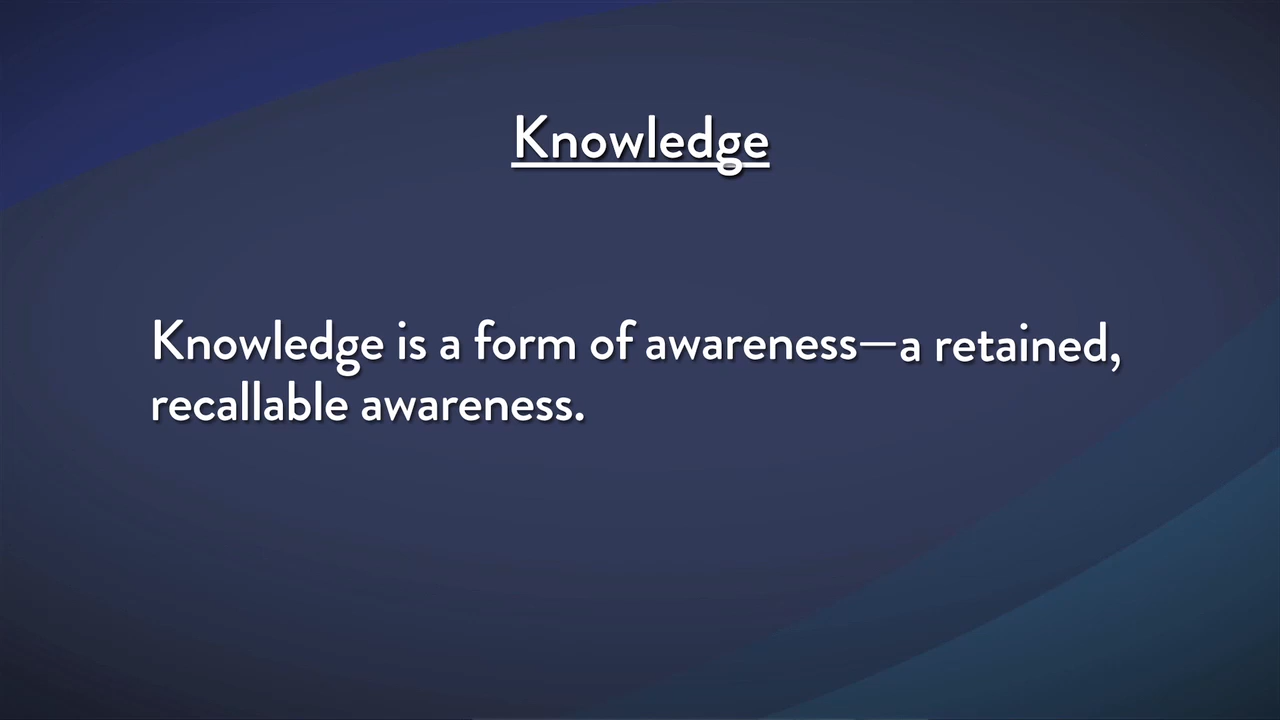 Knowledge
Knowledge is a form of awareness—a retained,
recallable awareness.